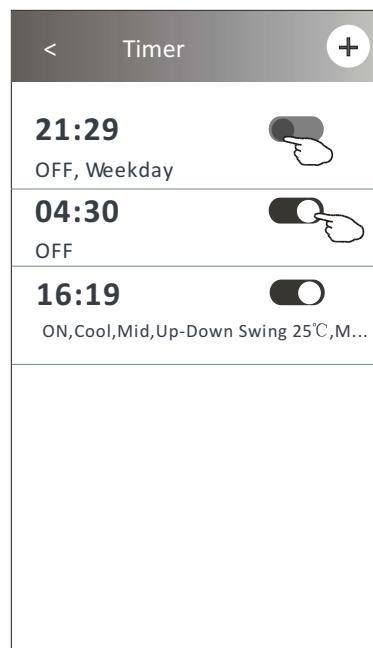 < Timer +
21:29
OFF, Weekday
04:30
OFF
16:19
ON,Cool,Mid,Up-Down Swing 25℃,M...